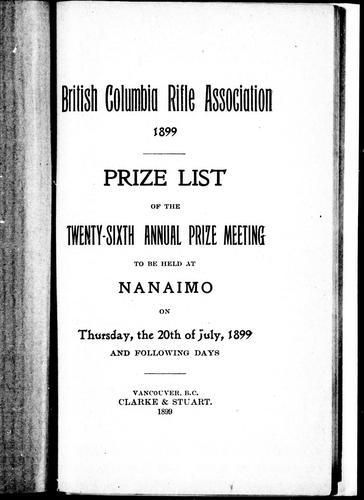 British Columbia Rifle Association
1899
PRIZE LIST
OF THE
TWENTY-SIXTH ANNUAL PRIZE MEETING
TO BE HELD AT
NANAIMO
ON
Thursday, the 20th of July, 1899
AND FOLLOWING DAYS
VANCOUVER, B.C.
CLARKE & STUART.
1899